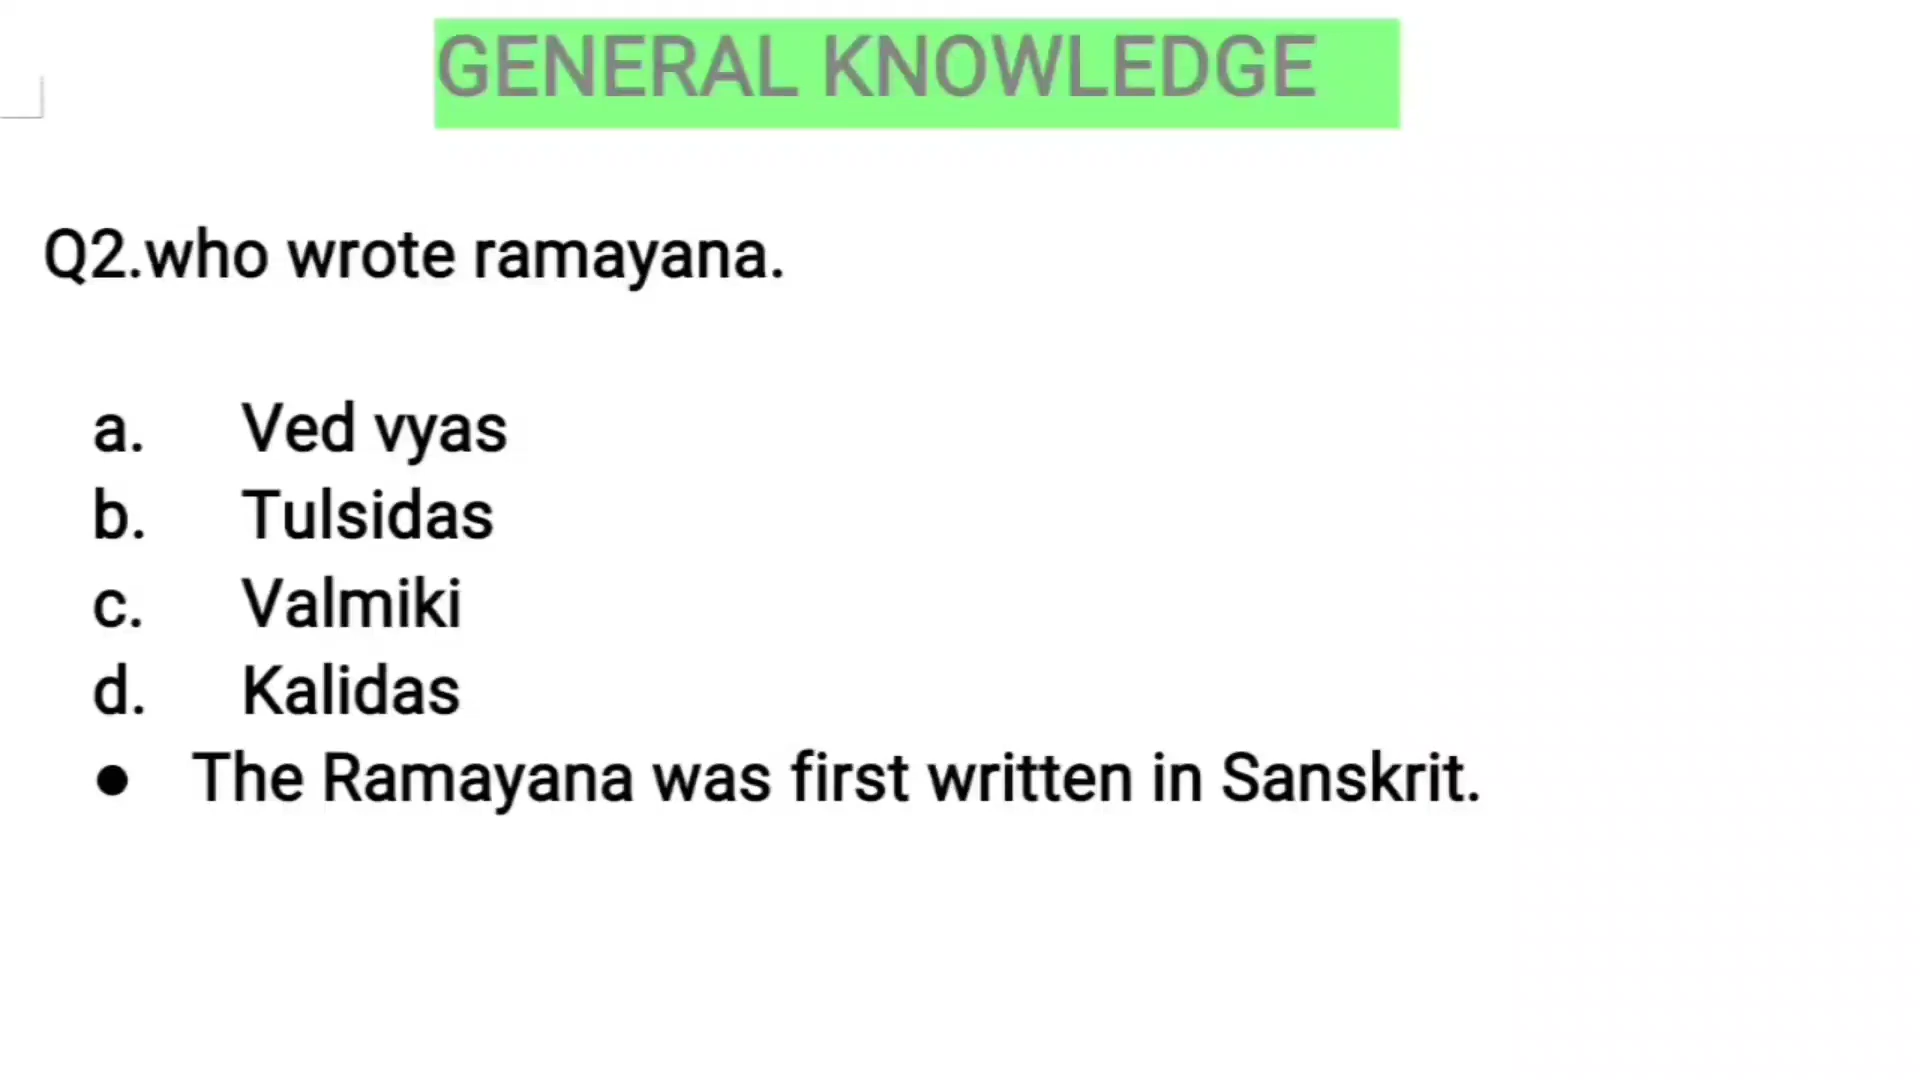 GENERAL KNOWLEDGE
Q2.who wrote ramayana.
a. Ved vyas
b. Tulsidas
c. Valmiki
d. Kalidas
● The Ramayana was first written in Sanskrit.